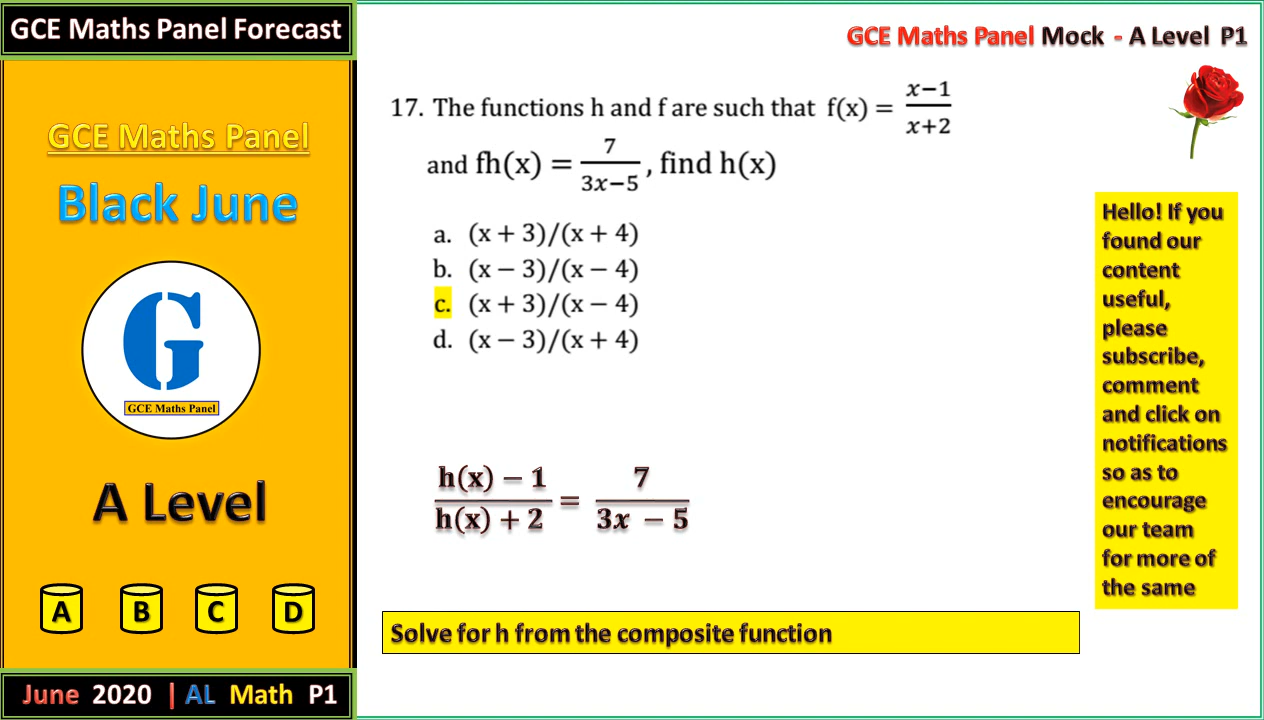 GCE Maths Panel Forecast
GCE Maths Panel
Black June
G
GCE Maths Panel
A Level
A B C D
June 2020 | AL Math P1
GCE Maths Panel Mock - A Level P1
17. The functions h and f are such that f(x) = (x−1)/(x+2)
and fh(x) = 7/(3x−5), find h(x)
a. (x + 3)/(x + 4)
b. (x − 3)/(x − 4)
c. (x + 3)/(x − 4)
d. (x − 3)/(x + 4)
(h(x) − 1)/(h(x) + 2) = 7/(3x − 5)
Solve for h from the composite function
Hello! If you
found our
content
useful,
please
subscribe,
comment
and click on
notifications
so as to
encourage
our team
for more of
the same